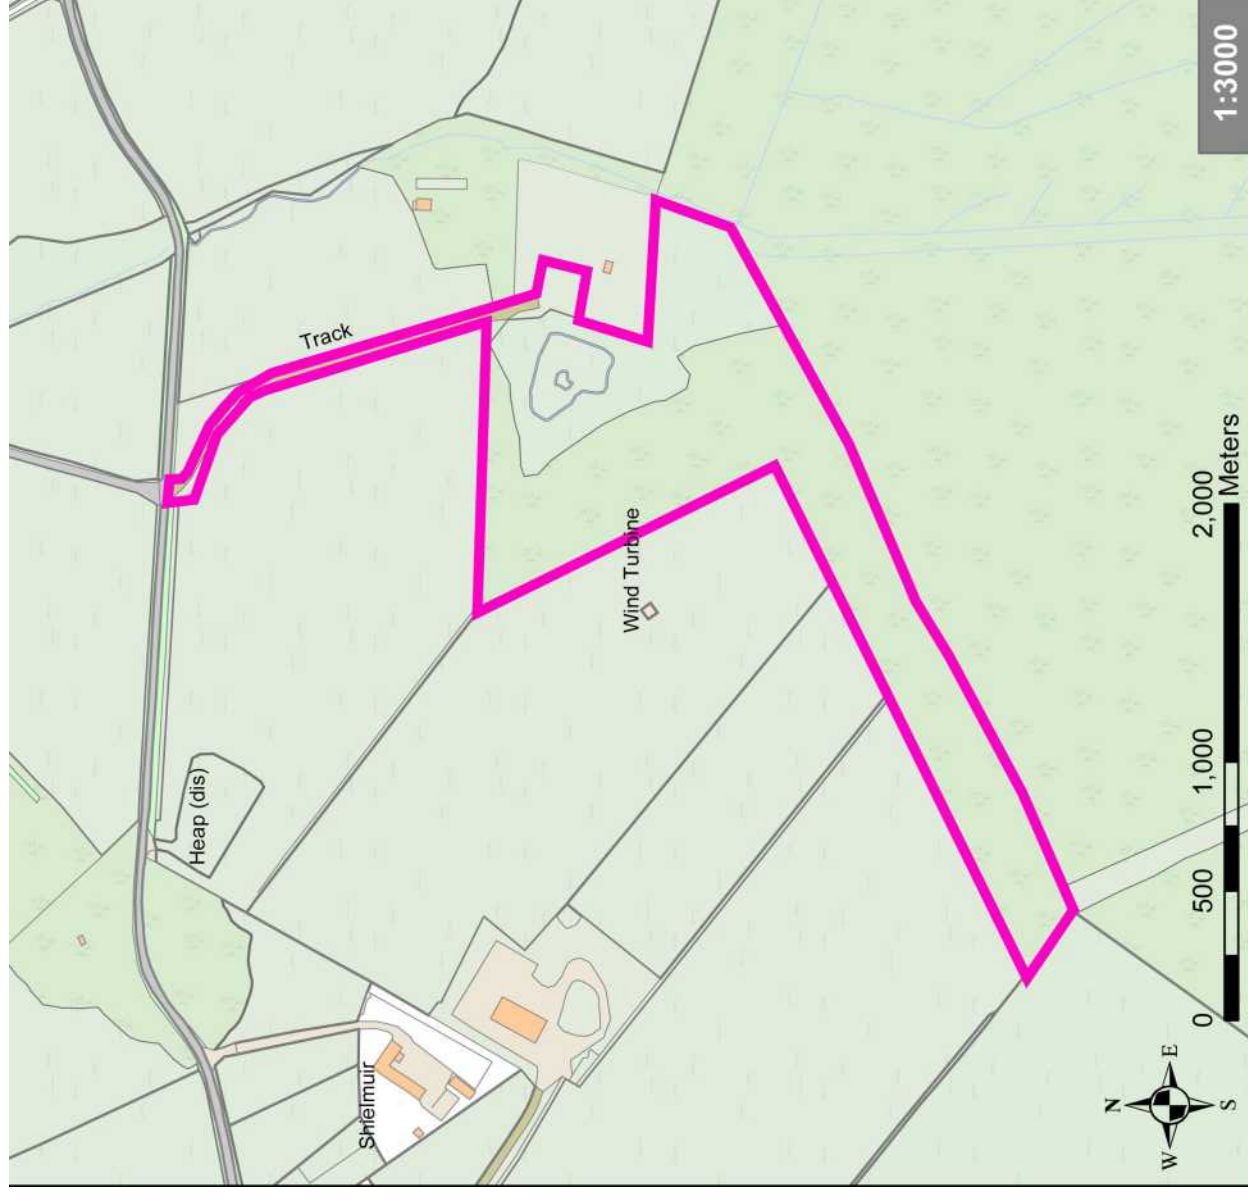 Track
Wind Turbine
Heap (dis)
Shielmuir
N
W
E
S
0
500
1,000
2,000
Meters
1:3000